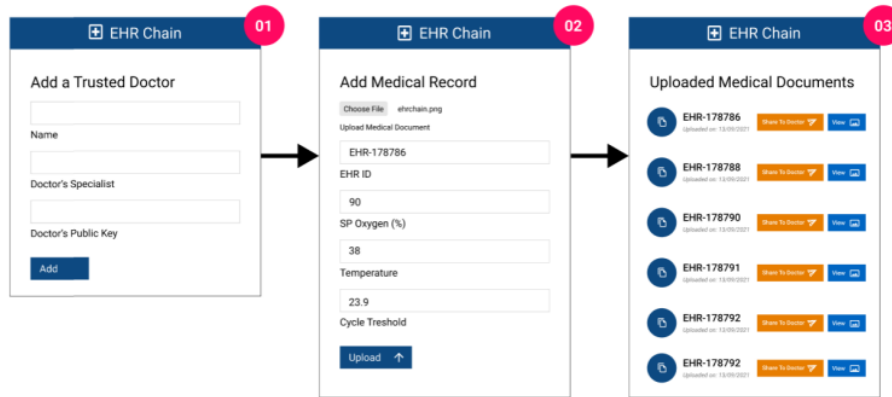 EHR Chain
01
Add a Trusted Doctor
Name
Doctor's Specialist
Doctor's Public Key
Add
EHR Chain
02
Add Medical Record
Choose File ehrchain.png
Upload Medical Document
EHR-178786
EHR ID
90
SP Oxygen (%)
38
Temperature
23.9
Cycle Treshold
Upload
EHR Chain
03
Uploaded Medical Documents
EHR-178786
Uploaded on: 13/09/2021
Share To Doctor
View
EHR-178788
Uploaded on: 13/09/2021
Share To Doctor
View
EHR-178790
Uploaded on: 13/09/2021
Share To Doctor
View
EHR-178791
Uploaded on: 13/09/2021
Share To Doctor
View
EHR-178792
Uploaded on: 13/09/2021
Share To Doctor
View
EHR-178792
Uploaded on: 13/09/2021
Share To Doctor
View